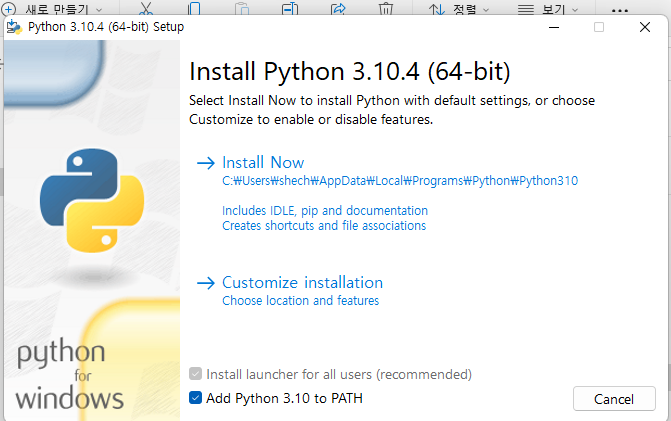 새로 만들기
정렬
보기
Python 3.10.4 (64-bit) Setup
Install Python 3.10.4 (64-bit)
Select Install Now to install Python with default settings, or choose
Customize to enable or disable features.
Install Now
C:₩Users₩shech₩AppData₩Local₩Programs₩Python₩Python310
Includes IDLE, pip and documentation
Creates shortcuts and file associations
Customize installation
Choose location and features
python
for
windows
Install launcher for all users (recommended)
Add Python 3.10 to PATH
Cancel